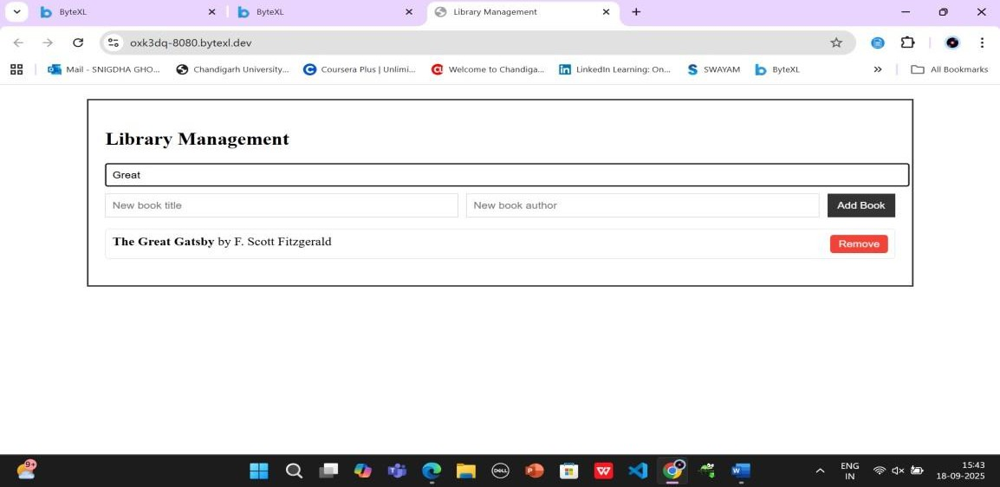 ByteXL
ByteXL
Library Management
oxk3dq-8080.bytexl.dev
Mail - SNIGDHA GHO...
Chandigarh University...
Coursera Plus | Unlimi...
Welcome to Chandiga...
LinkedIn Learning: On...
SWAYAM
ByteXL
All Bookmarks
Library Management
Great
New book title
New book author
Add Book
The Great Gatsby by F. Scott Fitzgerald
Remove
9+
DELL
ENG
IN
15:43
18-09-2025